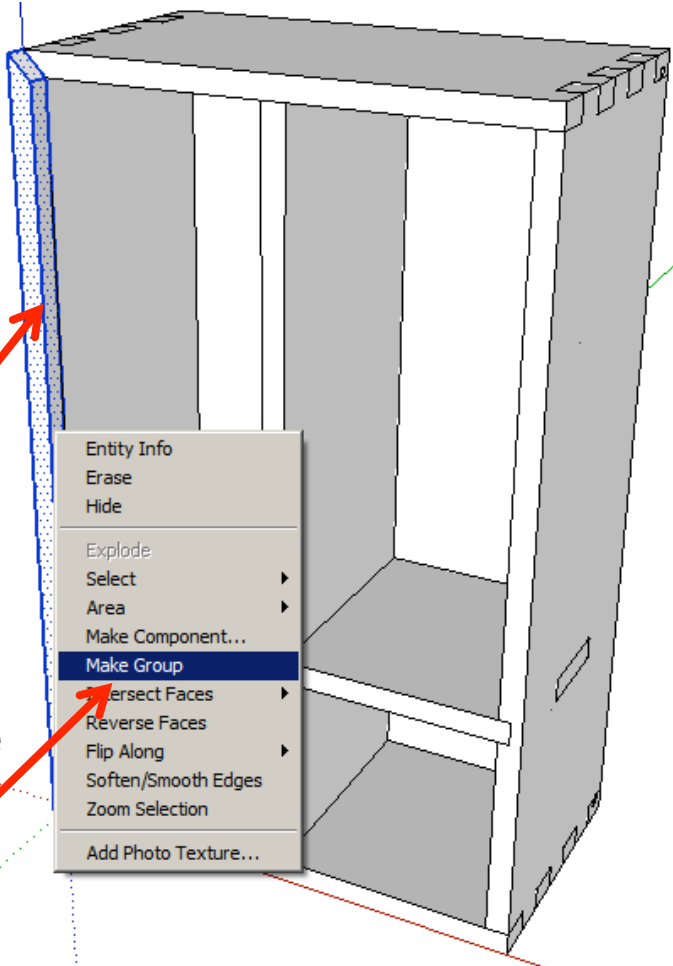 Entity Info
Erase
Hide
Explode
Select
Area
Make Component...
Make Group
Intersect Faces
Reverse Faces
Flip Along
Soften/Smooth Edges
Zoom Selection
Add Photo Texture...